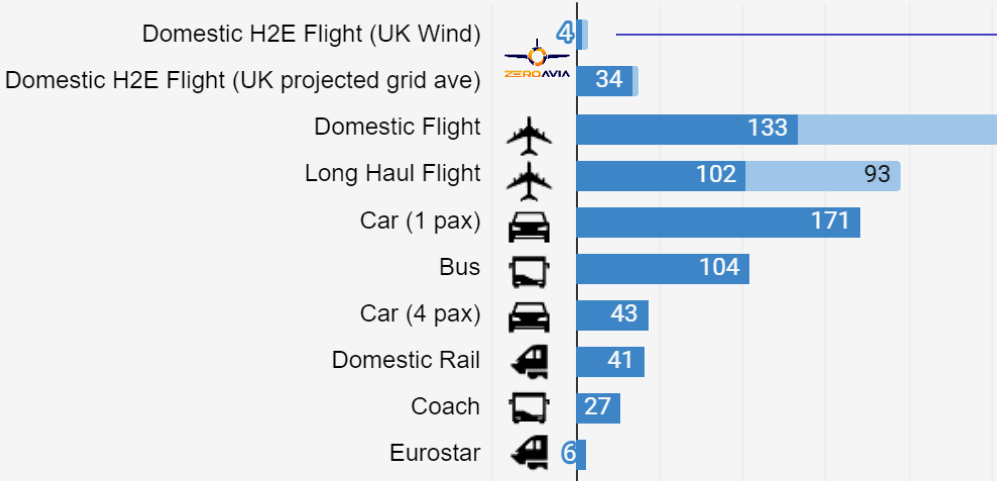 Domestic H2E Flight (UK Wind) 4
ZEROAVIA
Domestic H2E Flight (UK projected grid ave) 34
Domestic Flight 133
Long Haul Flight 102 93
Car (1 pax) 171
Bus 104
Car (4 pax) 43
Domestic Rail 41
Coach 27
Eurostar 6